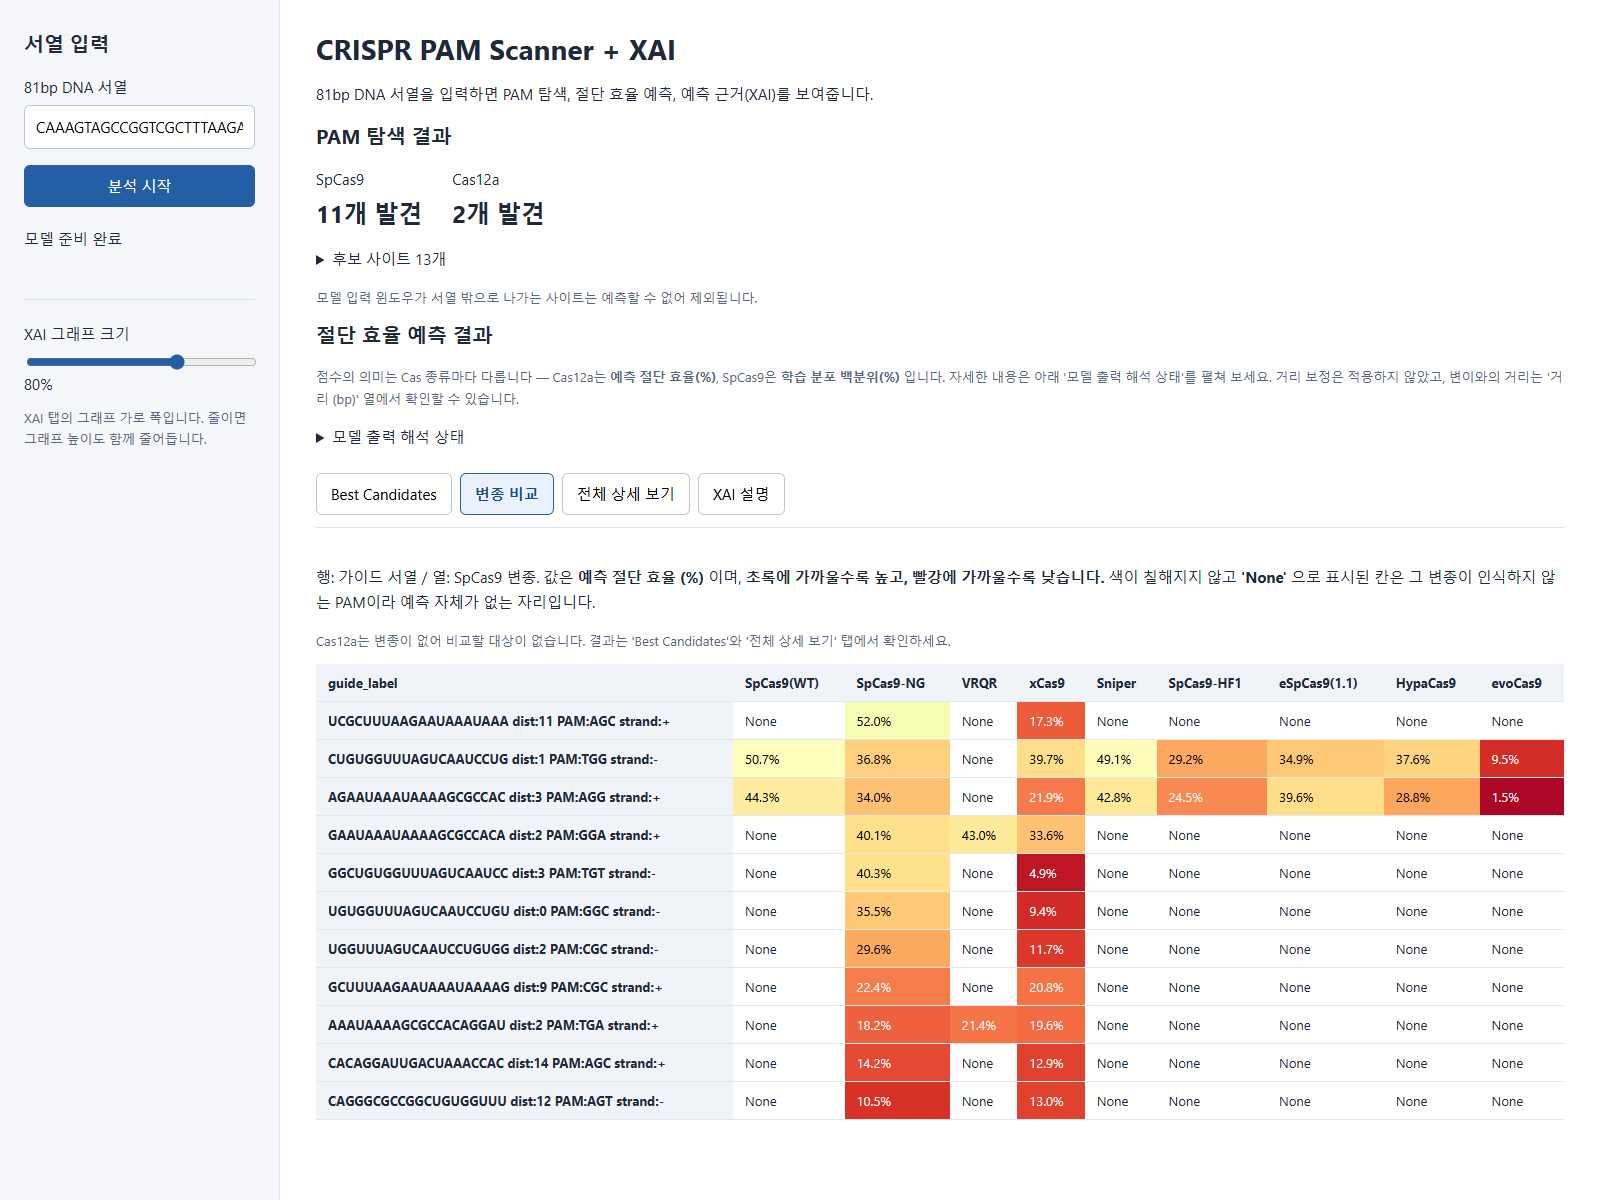 서열 입력
81bp DNA 서열
CAAAGTAGCCGGTCGCTTTAAGA
분석 시작
모델 준비 완료
XAI 그래프 크기
80%
XAI 탭의 그래프 가로 폭입니다. 줄이면
그래프 높이도 함께 줄어듭니다.
CRISPR PAM Scanner + XAI
81bp DNA 서열을 입력하면 PAM 탐색, 절단 효율 예측, 예측 근거(XAI)를 보여줍니다.
PAM 탐색 결과
SpCas9 Cas12a
11개 발견 2개 발견
▶ 후보 사이트 13개
모델 입력 윈도우가 서열 밖으로 나가는 사이트는 예측할 수 없어 제외됩니다.
절단 효율 예측 결과
점수의 의미는 Cas 종류마다 다릅니다 — Cas12a는 예측 절단 효율(%), SpCas9은 학습 분포 백분위(%) 입니다. 자세한 내용은 아래 '모델 출력 해석 상태'를 펼쳐 보세요. 거리 보정은 적용하지 않았고, 변이와의 거리는 '거
리 (bp)' 열에서 확인할 수 있습니다.
▶ 모델 출력 해석 상태
Best Candidates 변종 비교 전체 상세 보기 XAI 설명
행: 가이드 서열 / 열: SpCas9 변종. 값은 예측 절단 효율 (%) 이며, 초록에 가까울수록 높고, 빨강에 가까울수록 낮습니다. 색이 칠해지지 않고 'None' 으로 표시된 칸은 그 변종이 인식하지 않
는 PAM이라 예측 자체가 없는 자리입니다.
Cas12a는 변종이 없어 비교할 대상이 없습니다. 결과는 'Best Candidates'와 '전체 상세 보기' 탭에서 확인하세요.
guide_label SpCas9(WT) SpCas9-NG VRQR xCas9 Sniper SpCas9-HF1 eSpCas9(1.1) HypaCas9 evoCas9
UCGCUUUAAGAAUAAAUAAA dist:11 PAM:AGC strand:+ None 52.0% None 17.3% None None None None None
CUGUGGUUUAGUCAAUCCUG dist:1 PAM:TGG strand:- 50.7% 36.8% None 39.7% 49.1% 29.2% 34.9% 37.6% 9.5%
AGAAUAAAUAAAAGCGCCAC dist:3 PAM:AGG strand:+ 44.3% 34.0% None 21.9% 42.8% 24.5% 39.6% 28.8% 1.5%
GAAUAAAUAAAAGCGCCACA dist:2 PAM:GGA strand:+ None 40.1% 43.0% 33.6% None None None None None
GGCUGUGGUUUAGUCAAUCC dist:3 PAM:TGT strand:- None 40.3% None 4.9% None None None None None
UGUGGUUUAGUCAAUCCUGU dist:0 PAM:GGC strand:- None 35.5% None 9.4% None None None None None
UGGUUUAGUCAAUCCUGUGG dist:2 PAM:CGC strand:- None 29.6% None 11.7% None None None None None
GCUUUAAGAAUAAAUAAAAG dist:9 PAM:CGC strand:+ None 22.4% None 20.8% None None None None None
AAAUAAAAGCGCCACAGGAU dist:2 PAM:TGA strand:+ None 18.2% 21.4% 19.6% None None None None None
CACAGGAUUGACUAAACCAC dist:14 PAM:AGC strand:+ None 14.2% None 12.9% None None None None None
CAGGGCGCCGGCUGUGGUUU dist:12 PAM:AGT strand:- None 10.5% None 13.0% None None None None None